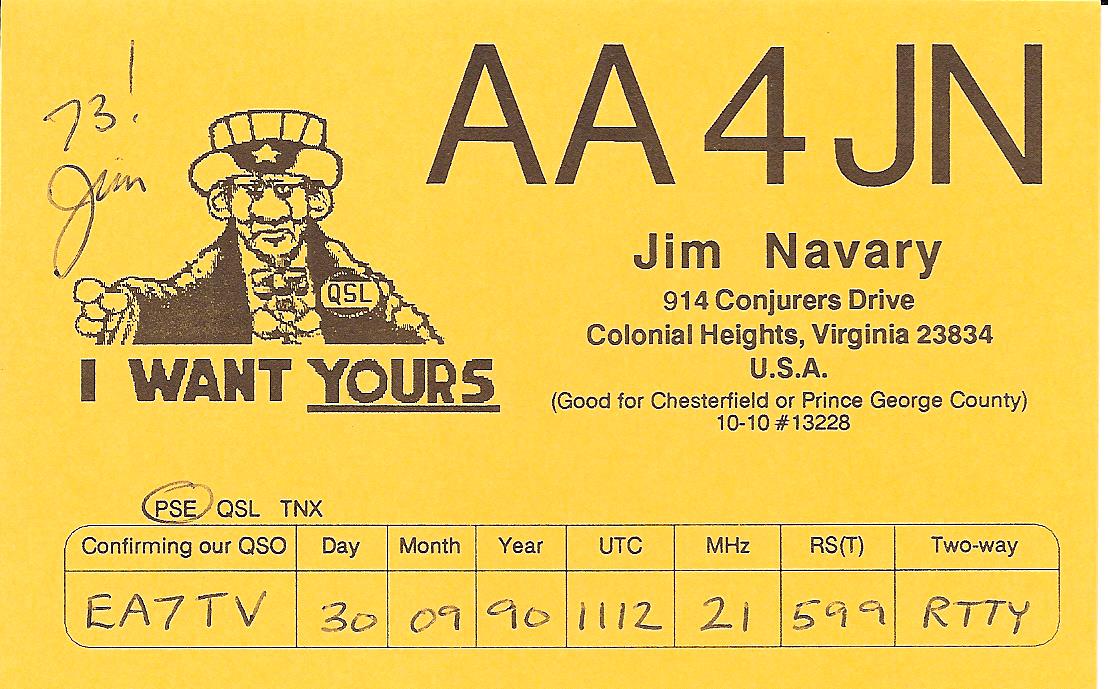 73!
Jim
AA4JN
QSL
I WANT YOURS
Jim Navary
914 Conjurers Drive
Colonial Heights, Virginia 23834
U.S.A.
(Good for Chesterfield or Prince George County)
10-10 #13228
PSE QSL TNX
Confirming our QSO Day Month Year UTC MHz RS(T) Two-way
EA7TV 30 09 90 1112 21 599 RTTY